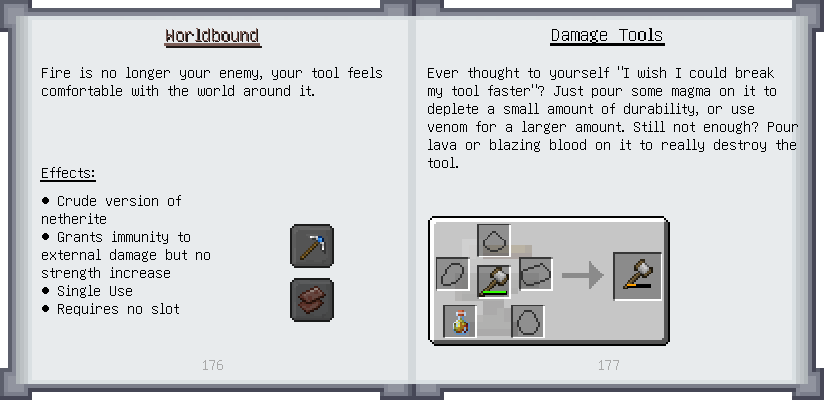 Worldbound
Fire is no longer your enemy, your tool feels
comfortable with the world around it.
Effects:
• Crude version of
netherite
• Grants immunity to
external damage but no
strength increase
• Single Use
• Requires no slot
176
Damage Tools
Ever thought to yourself "I wish I could break
my tool faster"? Just pour some magma on it to
deplete a small amount of durability, or use
venom for a larger amount. Still not enough? Pour
lava or blazing blood on it to really destroy the
tool.
177